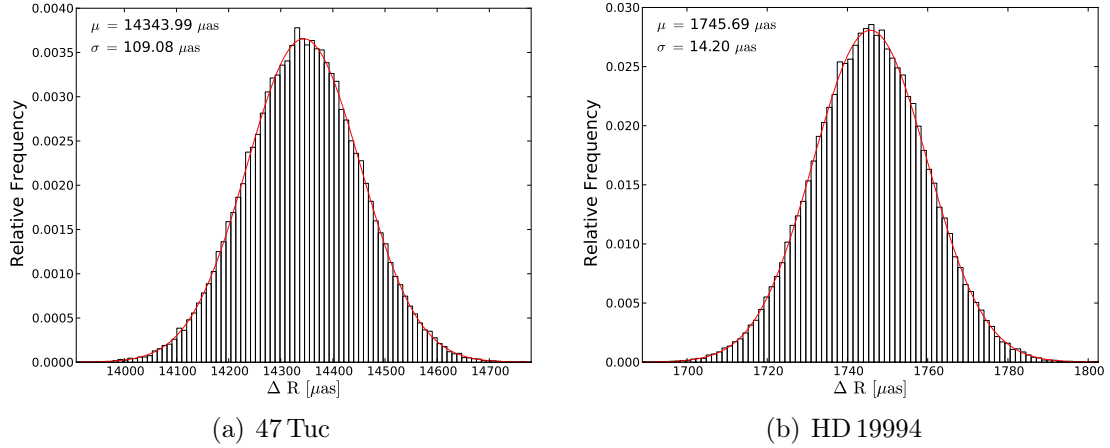 μ = 14343.99 μas
σ = 109.08 μas
Relative Frequency
0.0040
0.0035
0.0030
0.0025
0.0020
0.0015
0.0010
0.0005
0.0000
14000 14100 14200 14300 14400 14500 14600 14700
Δ R [μas]
(a) 47 Tuc
μ = 1745.69 μas
σ = 14.20 μas
Relative Frequency
0.030
0.025
0.020
0.015
0.010
0.005
0.000
1700 1720 1740 1760 1780 1800
Δ R [μas]
(b) HD 19994